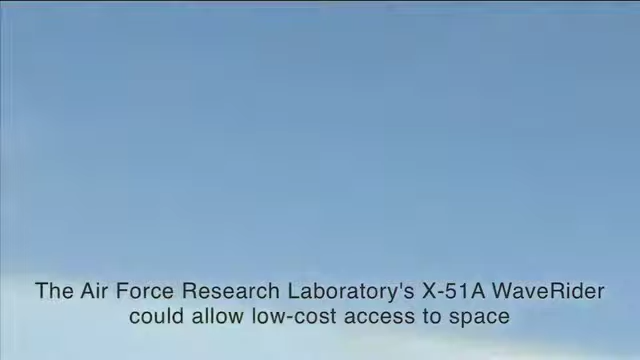 The Air Force Research Laboratory's X-51A WaveRider
could allow low-cost access to space